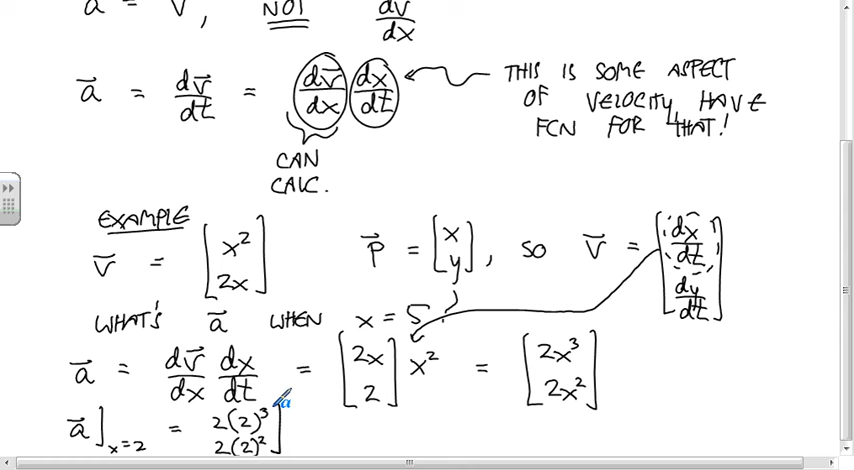 a⃗ = v⃗, NOT dv⃗/dx
a⃗ = dv⃗/dt = dv⃗/dx dx/dt
THIS IS SOME ASPECT
OF VELOCITY, HAVE
FCN FOR THAT!
CAN
CALC.
EXAMPLE
v⃗ = [x² 2x] P⃗ = [x y], SO v⃗ = [dx/dt dy/dt]
WHAT'S a⃗ WHEN x = 5.
a⃗ = dv⃗/dx dx/dt = [2x 2] x² = [2x³ 2x²]
a⃗]x=2 = 2(2)³ 2(2)²]